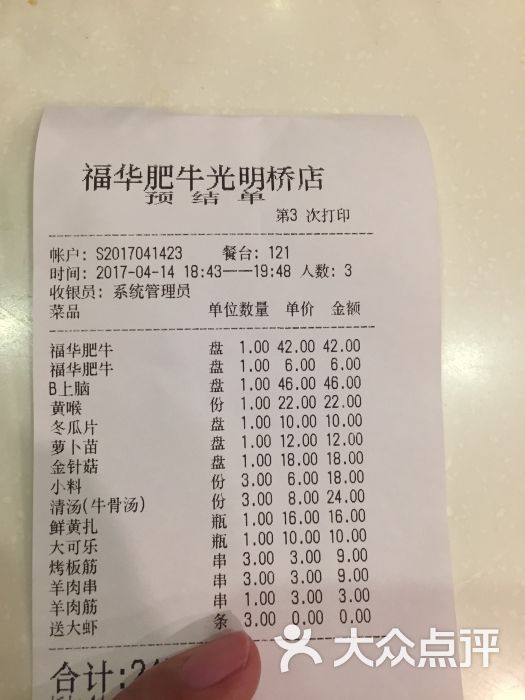 福华肥牛光明桥店
预结单
第3 次打印
帐户: S2017041423 餐台: 121
时间: 2017-04-14 18:43——19:48 人数: 3
收银员: 系统管理员
菜品 单位数量 单价 金额
福华肥牛 盘 1.00 42.00 42.00
福华肥牛 盘 1.00 6.00 6.00
B上脑 盘 1.00 46.00 46.00
黄喉 份 1.00 22.00 22.00
冬瓜片 盘 1.00 10.00 10.00
萝卜苗 盘 1.00 12.00 12.00
金针菇 盘 1.00 18.00 18.00
小料 份 3.00 6.00 18.00
清汤(牛骨汤) 份 3.00 8.00 24.00
鲜黄扎 瓶 1.00 16.00 16.00
大可乐 瓶 1.00 10.00 10.00
烤板筋 串 3.00 3.00 9.00
羊肉串 串 3.00 3.00 9.00
羊肉筋 串 1.00 3.00 3.00
送大虾 条 3.00 0.00 0.00
合计:2
大众点评